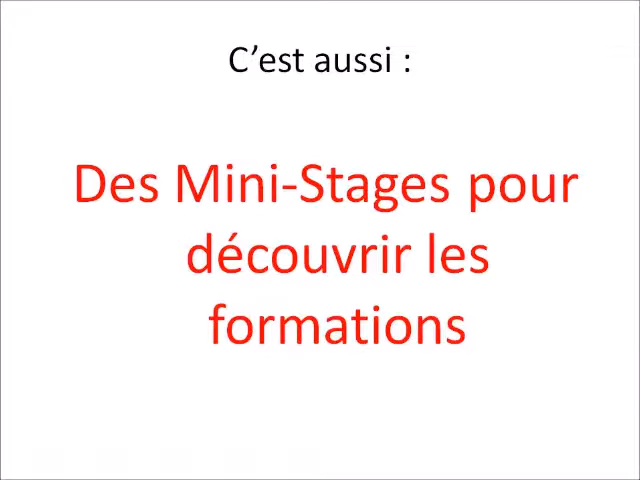 C’est aussi :
Des Mini-Stages pour
découvrir les
formations